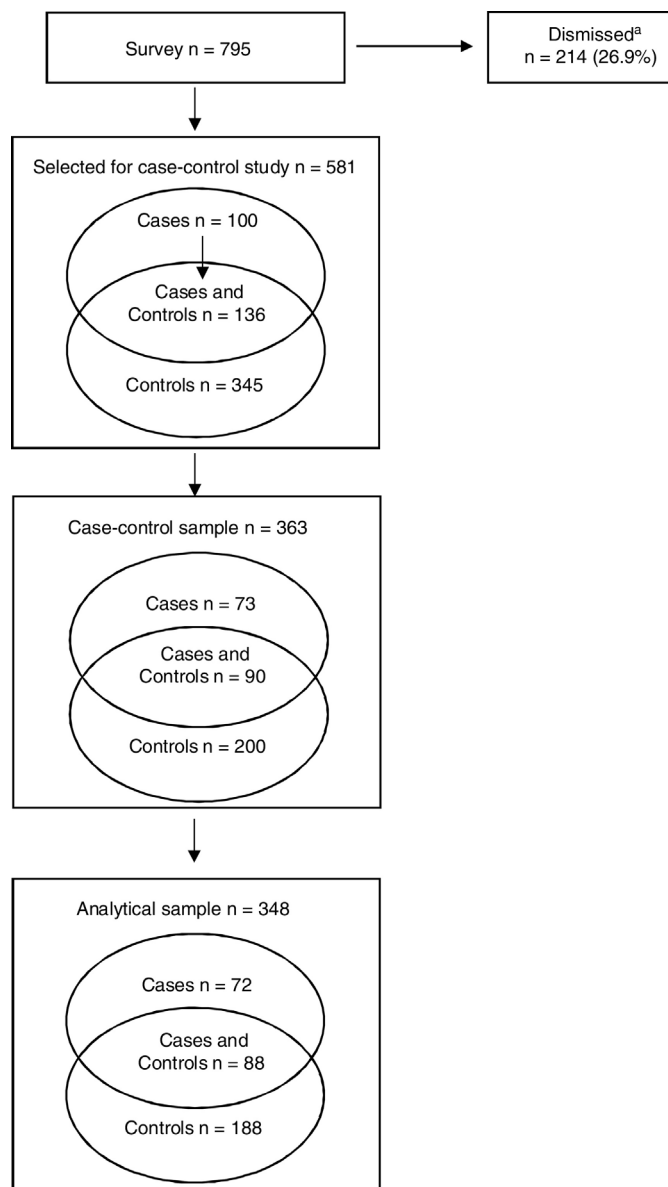 Survey n = 795
Dismissedª
n = 214 (26.9%)
Selected for case-control study n = 581
Cases n = 100
Cases and
Controls n = 136
Controls n = 345
Case-control sample n = 363
Cases n = 73
Cases and
Controls n = 90
Controls n = 200
Analytical sample n = 348
Cases n = 72
Cases and
Controls n = 88
Controls n = 188